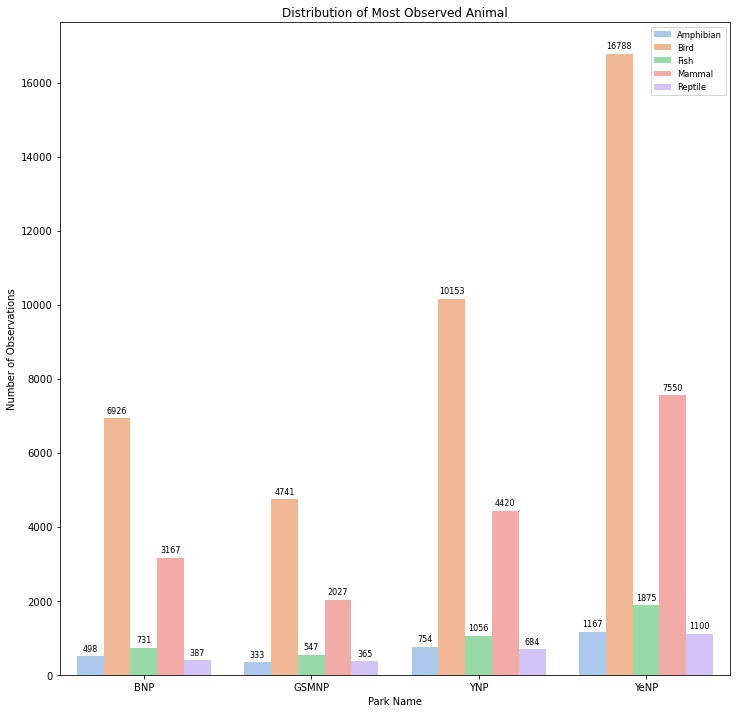 Distribution of Most Observed Animal
Amphibian
Bird
Fish
Mammal
Reptile
Number of Observations
16000
14000
12000
10000
8000
6000
4000
2000
0
498
6926
731
3167
387
333
4741
547
2027
365
754
10153
1056
4420
684
1167
16788
1875
7550
1100
BNP
GSMNP
YNP
YeNP
Park Name